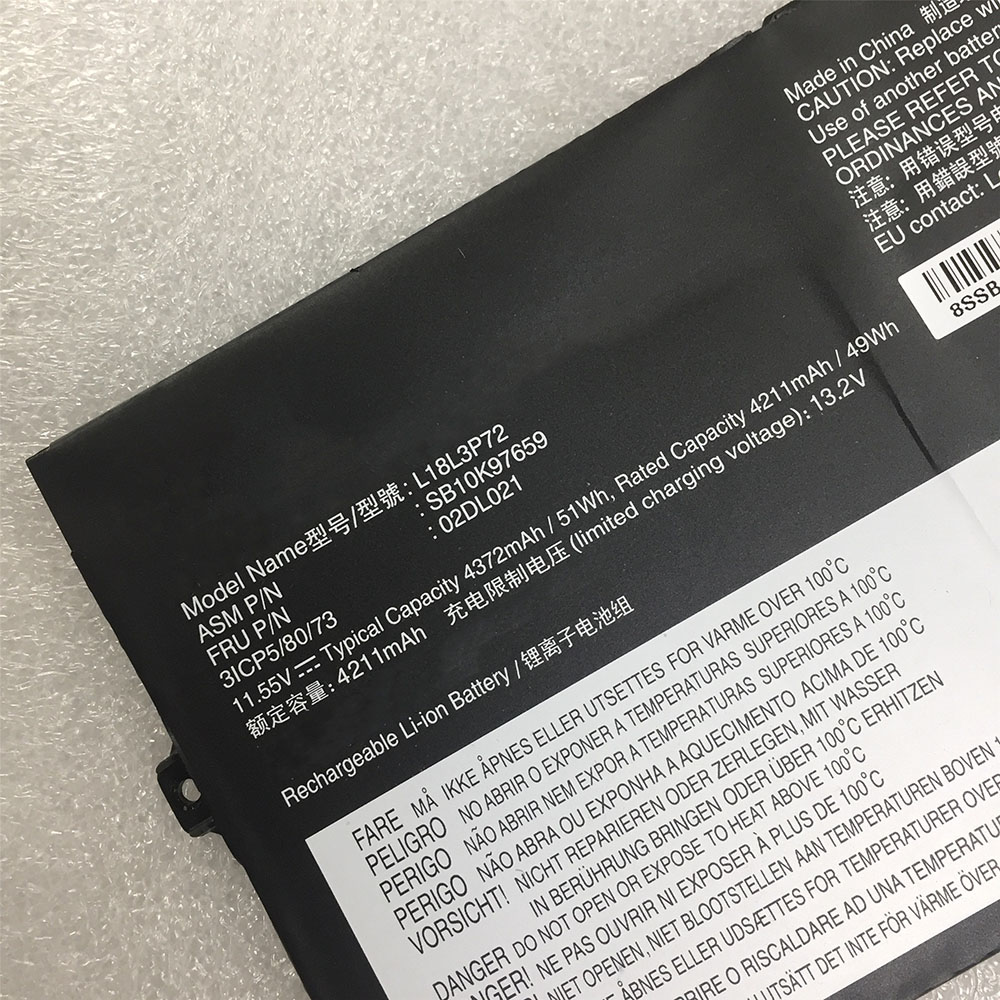 Made in China 制造
CAUTION: Replace
Use of another
PLEASE REFER TO
ORDINANCES AND
注意: 用错误型号
注意: 用錯誤型號
EU contact:
8SSB
Model Name型号/型號: L18L3P72
ASM P/N : SB10K97659
FRU P/N : 02DL021
3ICP5/80/73
11.55V ⎓ Typical Capacity 4372mAh / 51Wh, Rated Capacity 4211mAh / 49Wh
额定容量: 4211mAh 充电限制电压 (limited charging voltage): 13.2V
Rechargeable Li-ion Battery / 锂离子电池组
FARE MÅ IKKE ÅPNES ELLER UTSETTES FOR VARME OVER 100°C
PELIGRO NO ABRIR O EXPONER A TEMPERATURAS SUPERIORES A 100°C
PERIGO NÃO ABRIR NEM EXPOR A TEMPERATURAS SUPERIORES A 100°C
PERIGO NÃO ABRA OU EXPONHA A AQUECIMENTO ACIMA DE 100°C
VORSICHT! NICHT REPARIEREN ODER ZERLEGEN, MIT WASSER
IN BERÜHRUNG BRINGEN ODER ÜBER 100°C ERHITZEN
DANGER DO NOT OPEN OR EXPOSE TO HEAT ABOVE 100°C
DANGER! NE PAS OUVRIR NI EXPOSER À PLUS DE 100°C
NIET OPENEN, NIET BLOOTSTELLEN AAN TEMPERATUREN BOVEN
ÅBNES ELLER UDSÆTTES FOR TEMPERATURER OVER
O RISCALDARE AD UNA TEMPERATURA
UTSÄTT DET INTE FÖR VÄRME ÖVER